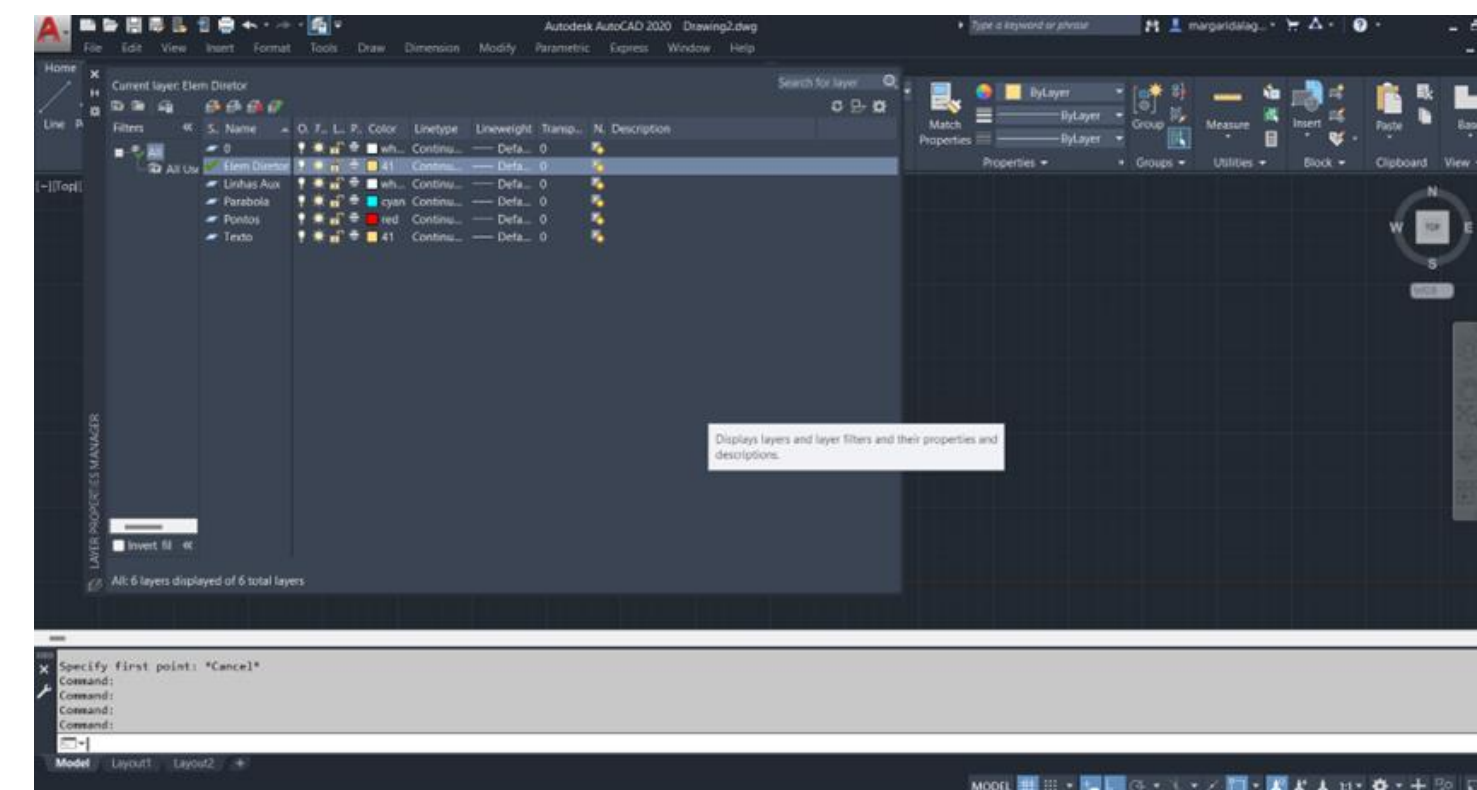 Autodesk AutoCAD 2020 Drawing2.dwg
Type a keyword or phrase
margaridalag...
File Edit View Insert Format Tools Draw Dimension Modify Parametric Express Window Help
Home
Current layer: Elem Diretor
Search for layer
Filters
S.. Name O. F.. L.. P.. Color Linetype Lineweight Transp... N. Description
0 wh... Continu... Defa... 0
Elem Diretor 41 Continu... Defa... 0
Linhas Aux wh... Continu... Defa... 0
Parabola cyan Continu... Defa... 0
Pontos red Continu... Defa... 0
Texto 41 Continu... Defa... 0
All
All Use
Line
Match Properties
ByLayer
ByLayer
ByLayer
Group
Measure
Insert
Paste
Base
Properties Groups Utilities Block Clipboard View
[-][Top][
N
W TOP E
S
WCS
Displays layers and layer filters and their properties and
descriptions.
LAYER PROPERTIES MANAGER
Invert fil
All: 6 layers displayed of 6 total layers
Specify first point: *Cancel*
Command:
Command:
Command:
Command:
Model Layout1 Layout2 +
MODEL 1:1